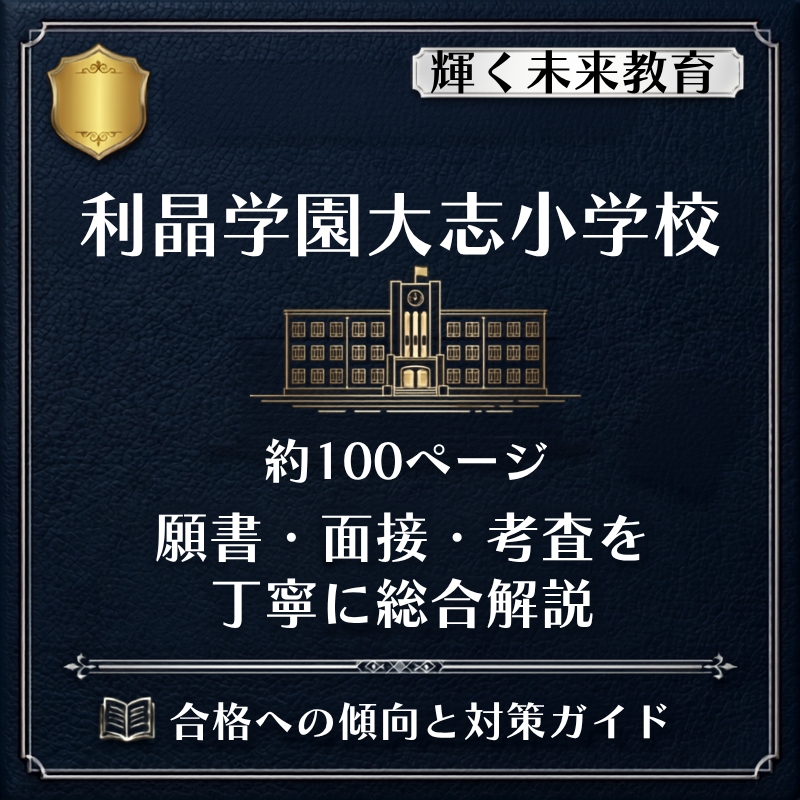 輝く未来教育
利晶学園大志小学校
約100ページ
願書・面接・考査を
丁寧に総合解説
合格への傾向と対策ガイド